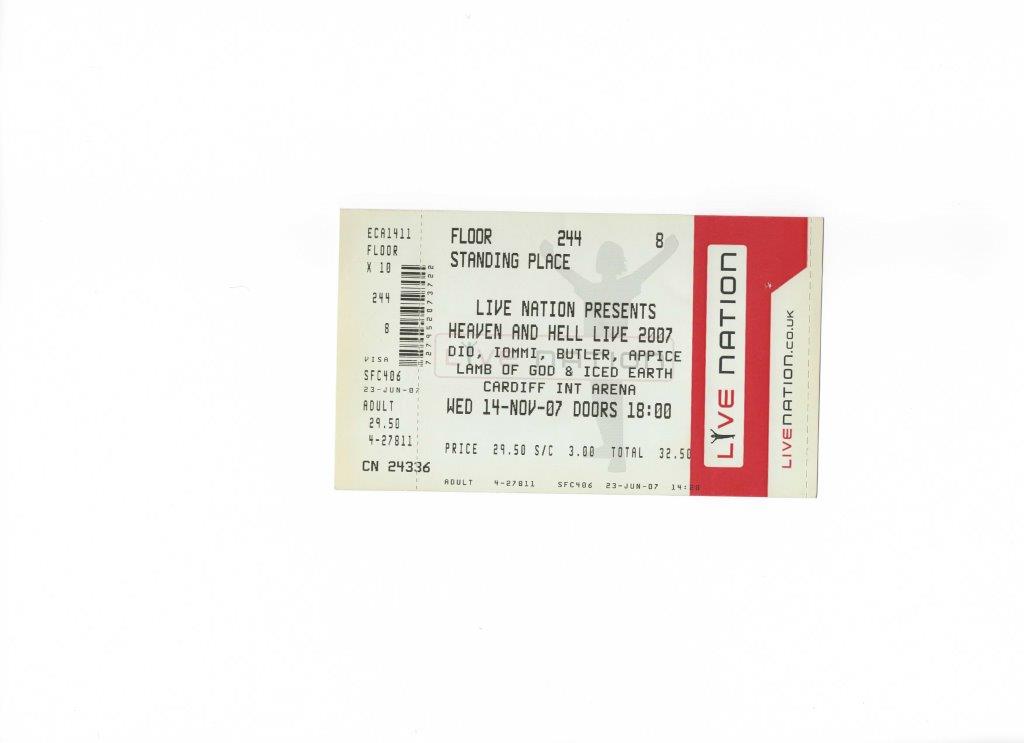 ECA1411
FLOOR
X 10
244
8
VISA
SFC406
23-JUN-07
ADULT
29.50
4-27811
CN 24336
727952073722
FLOOR 244 8
STANDING PLACE
LIVE NATION PRESENTS
HEAVEN AND HELL LIVE 2007
DIO, IOMMI, BUTLER, APPICE
LAMB OF GOD & ICED EARTH
CARDIFF INT ARENA
WED 14-NOV-07 DOORS 18:00
PRICE 29.50 S/C 3.00 TOTAL 32.50
ADULT 4-27811 SFC406 23-JUN-07
LIVE NATION
LIVE NATION
LIVENATION.CO.UK